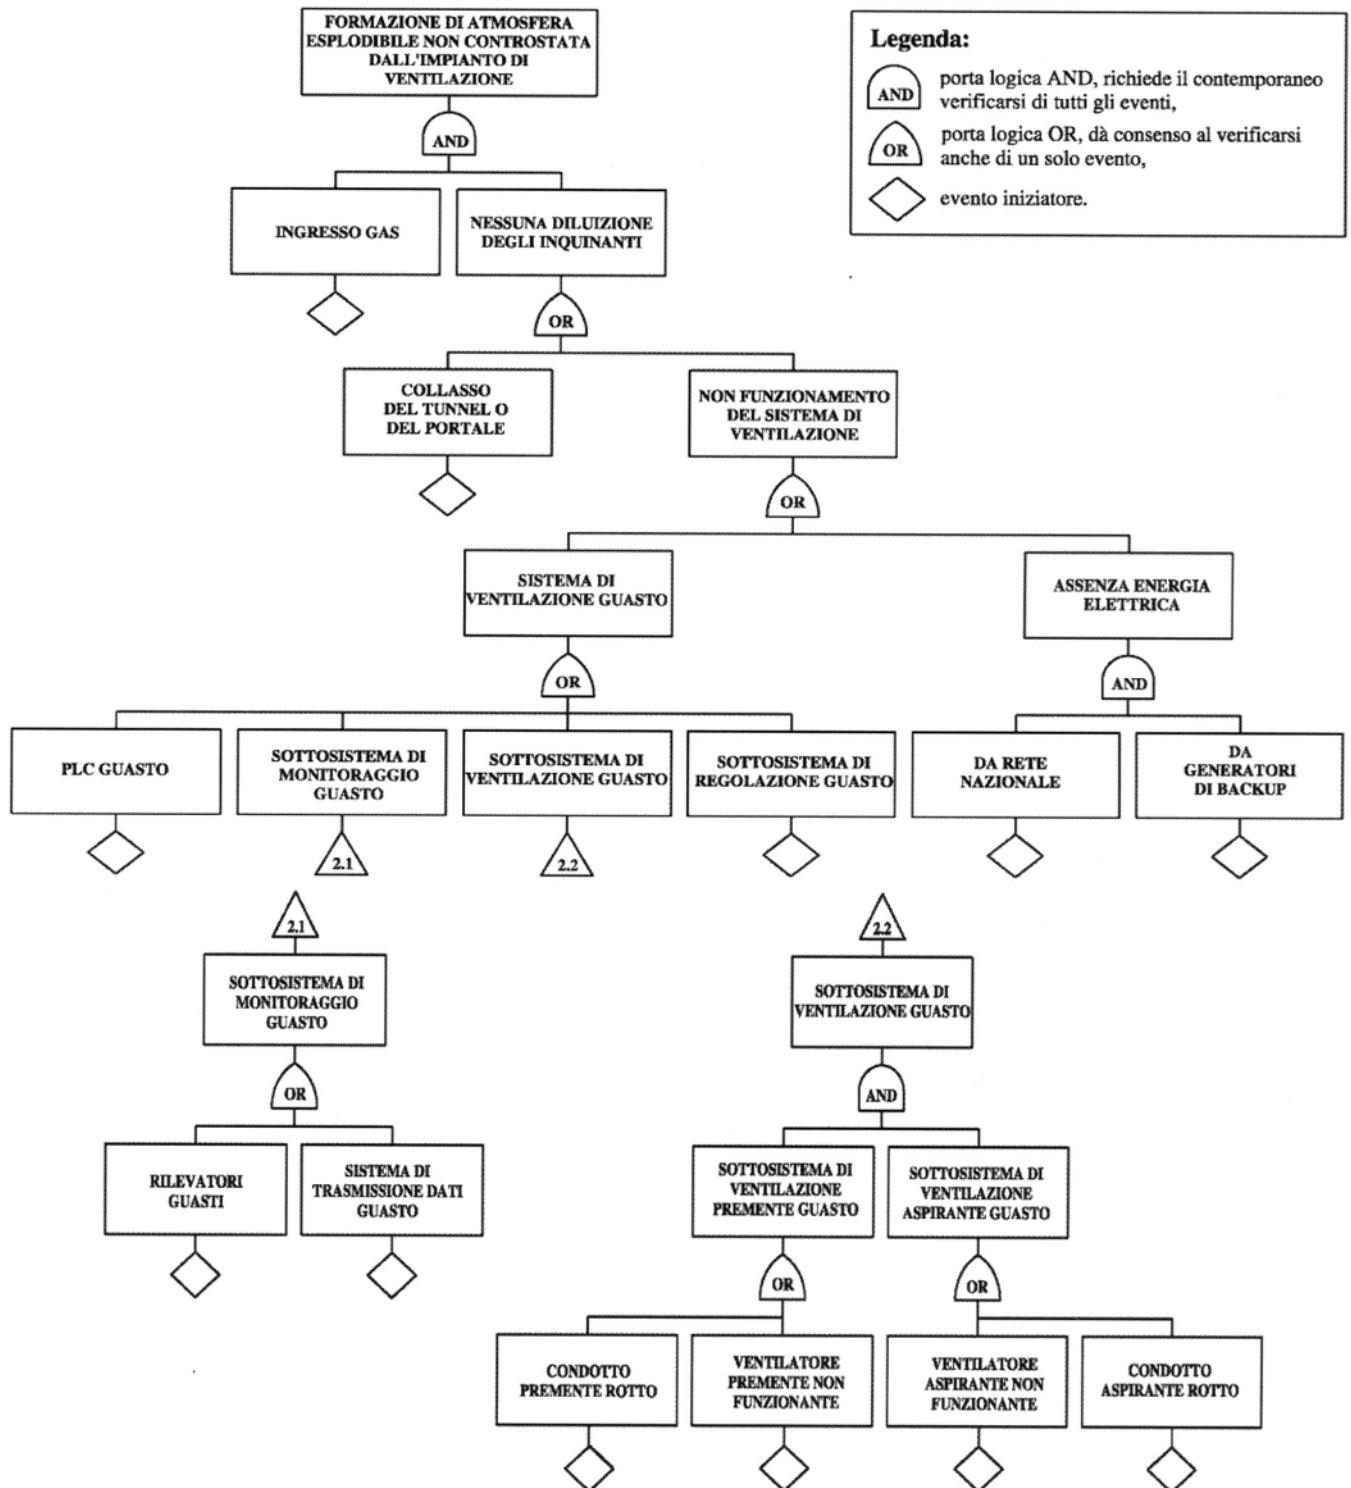 FORMAZIONE DI ATMOSFERA
ESPLODIBILE NON CONTROSTATA
DALL'IMPIANTO DI
VENTILAZIONE
Legenda:
AND
porta logica AND, richiede il contemporaneo
verificarsi di tutti gli eventi,
OR
porta logica OR, dà consenso al verificarsi
anche di un solo evento,
evento iniziatore.
AND
INGRESSO GAS
NESSUNA DILUIZIONE
DEGLI INQUINANTI
OR
COLLASSO
DEL TUNNEL O
DEL PORTALE
NON FUNZIONAMENTO
DEL SISTEMA DI
VENTILAZIONE
OR
SISTEMA DI
VENTILAZIONE GUASTO
ASSENZA ENERGIA
ELETTRICA
OR
AND
PLC GUASTO
SOTTOSISTEMA DI
MONITORAGGIO
GUASTO
SOTTOSISTEMA DI
VENTILAZIONE GUASTO
SOTTOSISTEMA DI
REGOLAZIONE GUASTO
DA RETE
NAZIONALE
DA
GENERATORI
DI BACKUP
2.1
2.2
2.1
SOTTOSISTEMA DI
MONITORAGGIO
GUASTO
OR
RILEVATORI
GUASTI
SISTEMA DI
TRASMISSIONE DATI
GUASTO
2.2
SOTTOSISTEMA DI
VENTILAZIONE GUASTO
AND
SOTTOSISTEMA DI
VENTILAZIONE
PREMENTE GUASTO
SOTTOSISTEMA DI
VENTILAZIONE
ASPIRANTE GUASTO
OR
OR
CONDOTTO
PREMENTE ROTTO
VENTILATORE
PREMENTE NON
FUNZIONANTE
VENTILATORE
ASPIRANTE NON
FUNZIONANTE
CONDOTTO
ASPIRANTE ROTTO